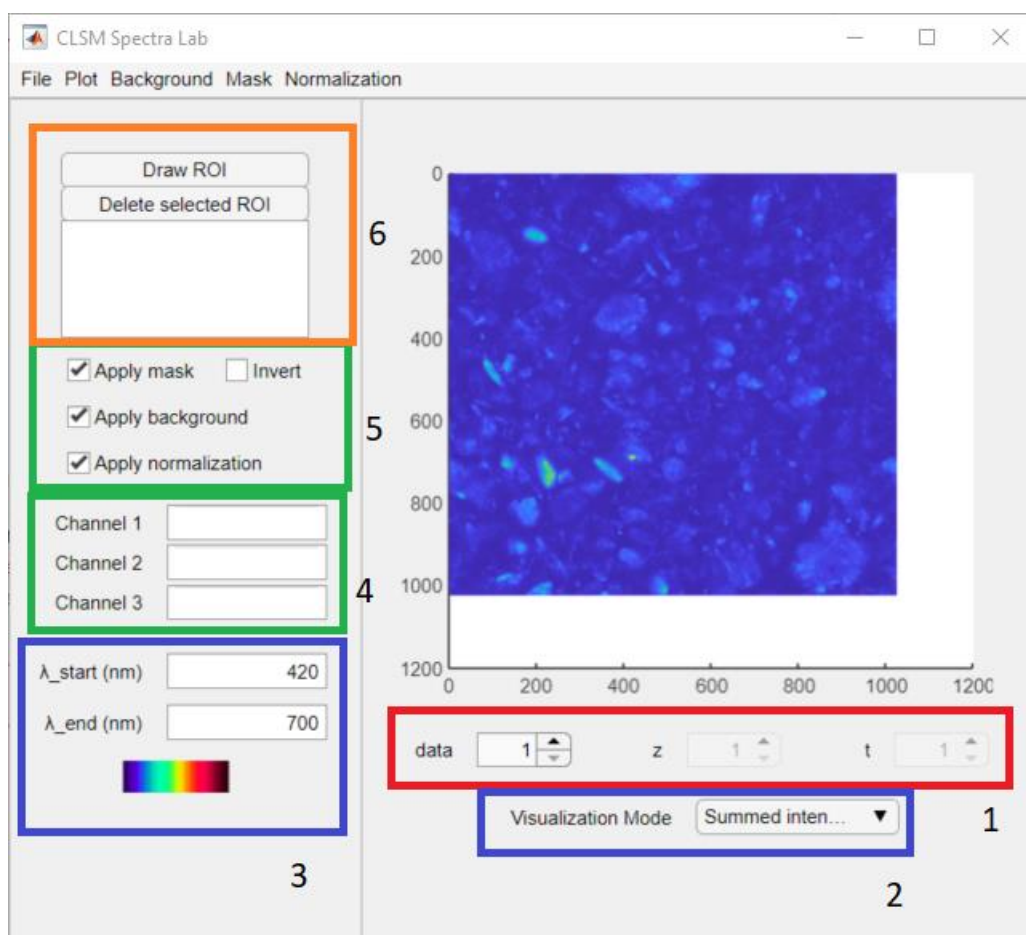 CLSM Spectra Lab
File Plot Background Mask Normalization
Draw ROI
Delete selected ROI
6
Apply mask
Invert
Apply background
5
Apply normalization
Channel 1
Channel 2
4
Channel 3
λ_start (nm) 420
λ_end (nm) 700
3
0
200
400
600
800
1000
1200
0 200 400 600 800 1000 1200
data 1 z 1 t 1
1
Visualization Mode Summed inten...
2